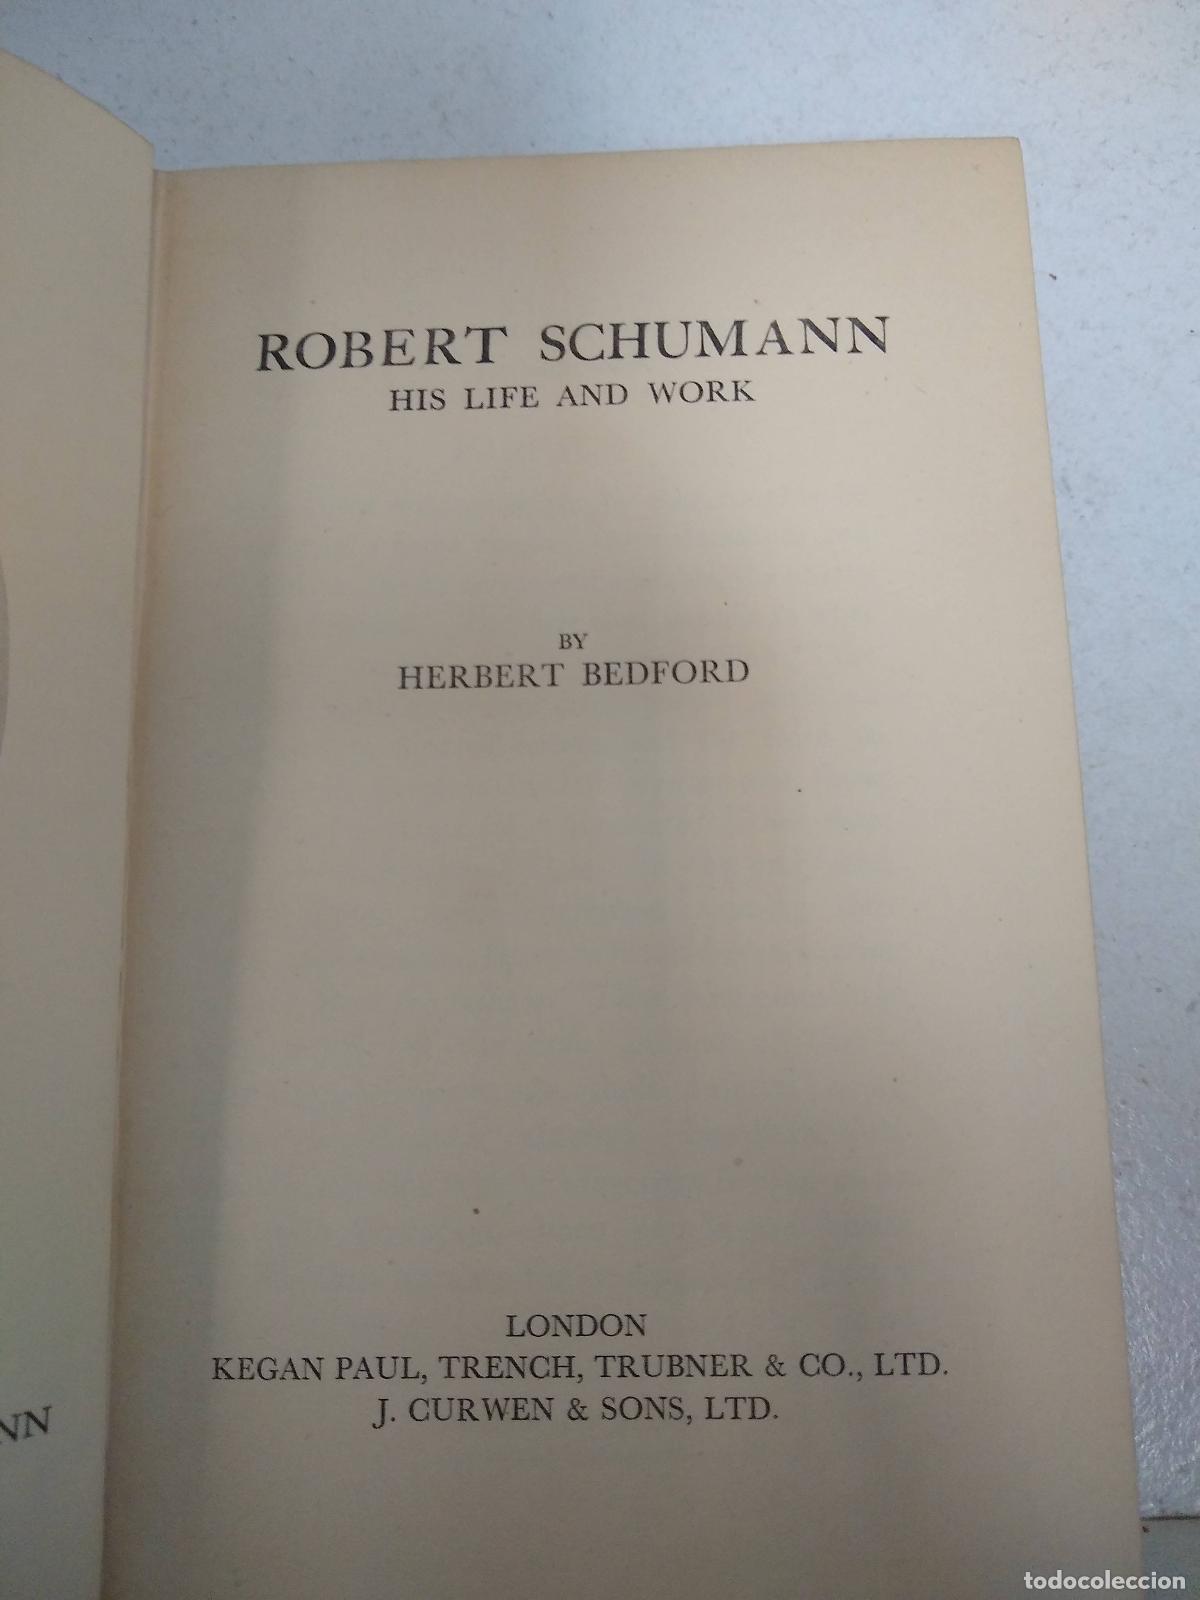 ROBERT SCHUMANN
HIS LIFE AND WORK
BY
HERBERT BEDFORD
LONDON
KEGAN PAUL, TRENCH, TRUBNER & CO., LTD.
J. CURWEN & SONS, LTD.
NN
todocoleccion